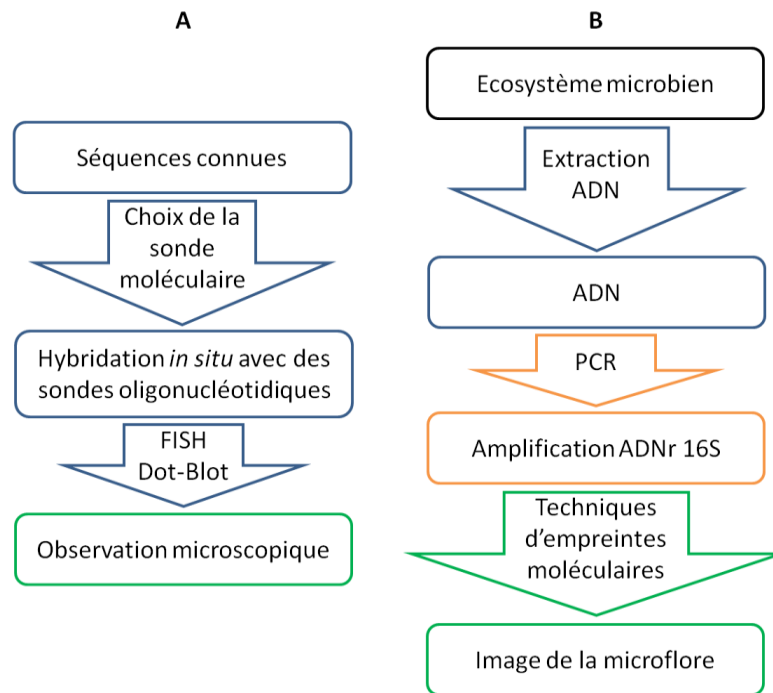 A
Séquences connues
Choix de la
sonde
moléculaire
Hybridation in situ avec des
sondes oligonucléotidiques
FISH
Dot-Blot
Observation microscopique
B
Ecosystème microbien
Extraction
ADN
ADN
PCR
Amplification ADNr 16S
Techniques
d’empreintes
moléculaires
Image de la microflore